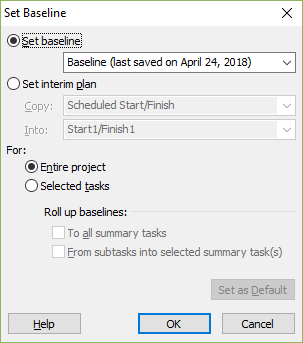 Set Baseline
Set baseline
Baseline (last saved on April 24, 2018)
Set interim plan
Copy: Scheduled Start/Finish
Into: Start1/Finish1
For:
Entire project
Selected tasks
Roll up baselines:
To all summary tasks
From subtasks into selected summary task(s)
Set as Default
Help OK Cancel